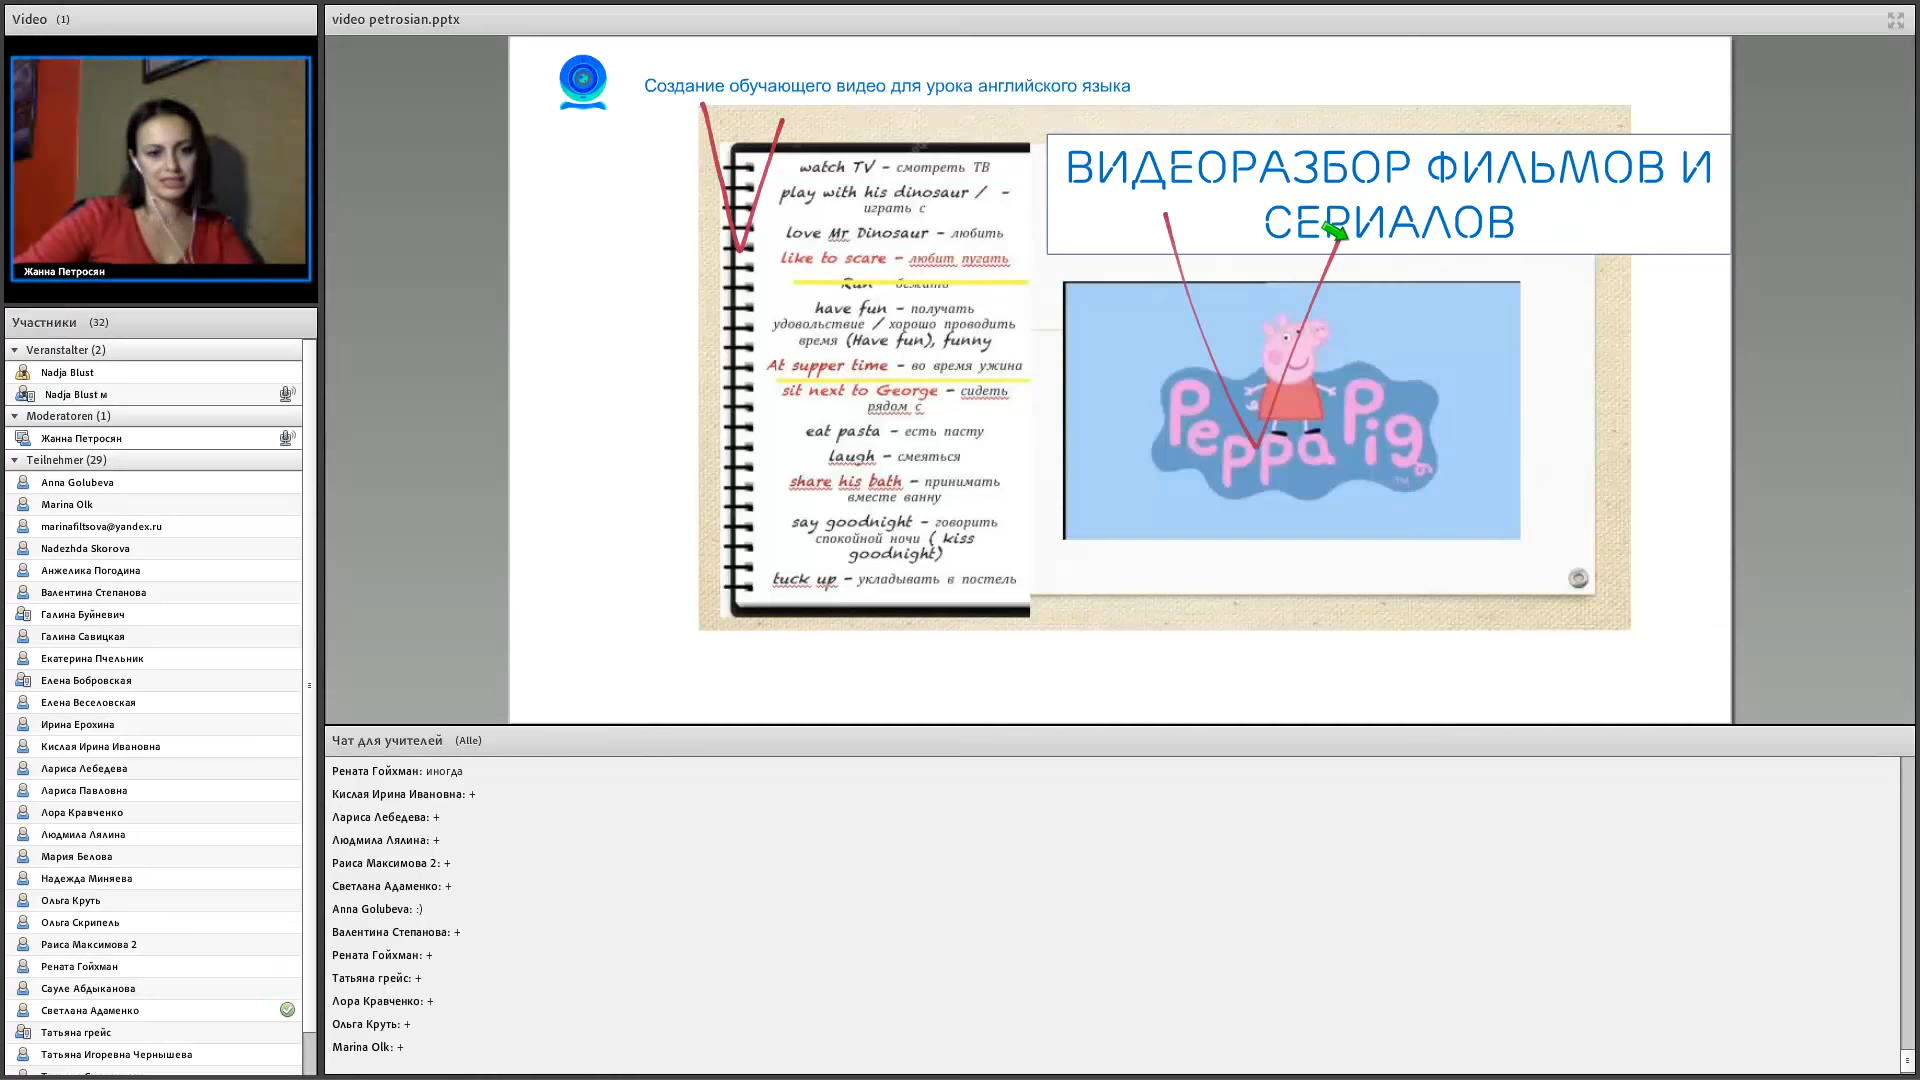 Video (1)
Жанна Петросян
Участники (32)
Veranstalter (2)
Nadja Blust
Nadja Blust м
Moderatoren (1)
Жанна Петросян
Teilnehmer (29)
Anna Golubeva
Marina Olk
marinafiltsova@yandex.ru
Nadezhda Skorova
Анжелика Погодина
Валентина Степанова
Галина Буйневич
Галина Савицкая
Екатерина Пчельник
Елена Бобровская
Елена Веселовская
Ирина Ерохина
Кислая Ирина Ивановна
Лариса Лебедева
Лариса Павловна
Лора Кравченко
Людмила Лялина
Мария Белова
Надежда Миняева
Ольга Круть
Ольга Скрипель
Раиса Максимова 2
Рената Гойхман
Сауле Абдыканова
Светлана Адаменко
Татьяна грейс
Татьяна Игоревна Чернышева
video petrosian.pptx
Создание обучающего видео для урока английского языка
watch TV – смотреть ТВ
play with his dinosaur / –
играть с
love Mr Dinosaur – любить
like to scare – любит пугать
Run – бежать
have fun – получать
удовольствие / хорошо проводить
время (Have fun), funny
At supper time – во время ужина
sit next to George – сидеть
рядом с
eat pasta – есть пасту
laugh – смеяться
share his bath – принимать
вместе ванну
say goodnight – говорить
спокойной ночи ( kiss
goodnight)
tuck up – укладывать в постель
ВИДЕОРАЗБОР ФИЛЬМОВ И
СЕРИАЛОВ
Peppa Pig
TM
Чат для учителей (Alle)
Рената Гойхман: иногда
Кислая Ирина Ивановна: +
Лариса Лебедева: +
Людмила Лялина: +
Раиса Максимова 2: +
Светлана Адаменко: +
Anna Golubeva: :)
Валентина Степанова: +
Рената Гойхман: +
Татьяна грейс: +
Лора Кравченко: +
Ольга Круть: +
Marina Olk: +